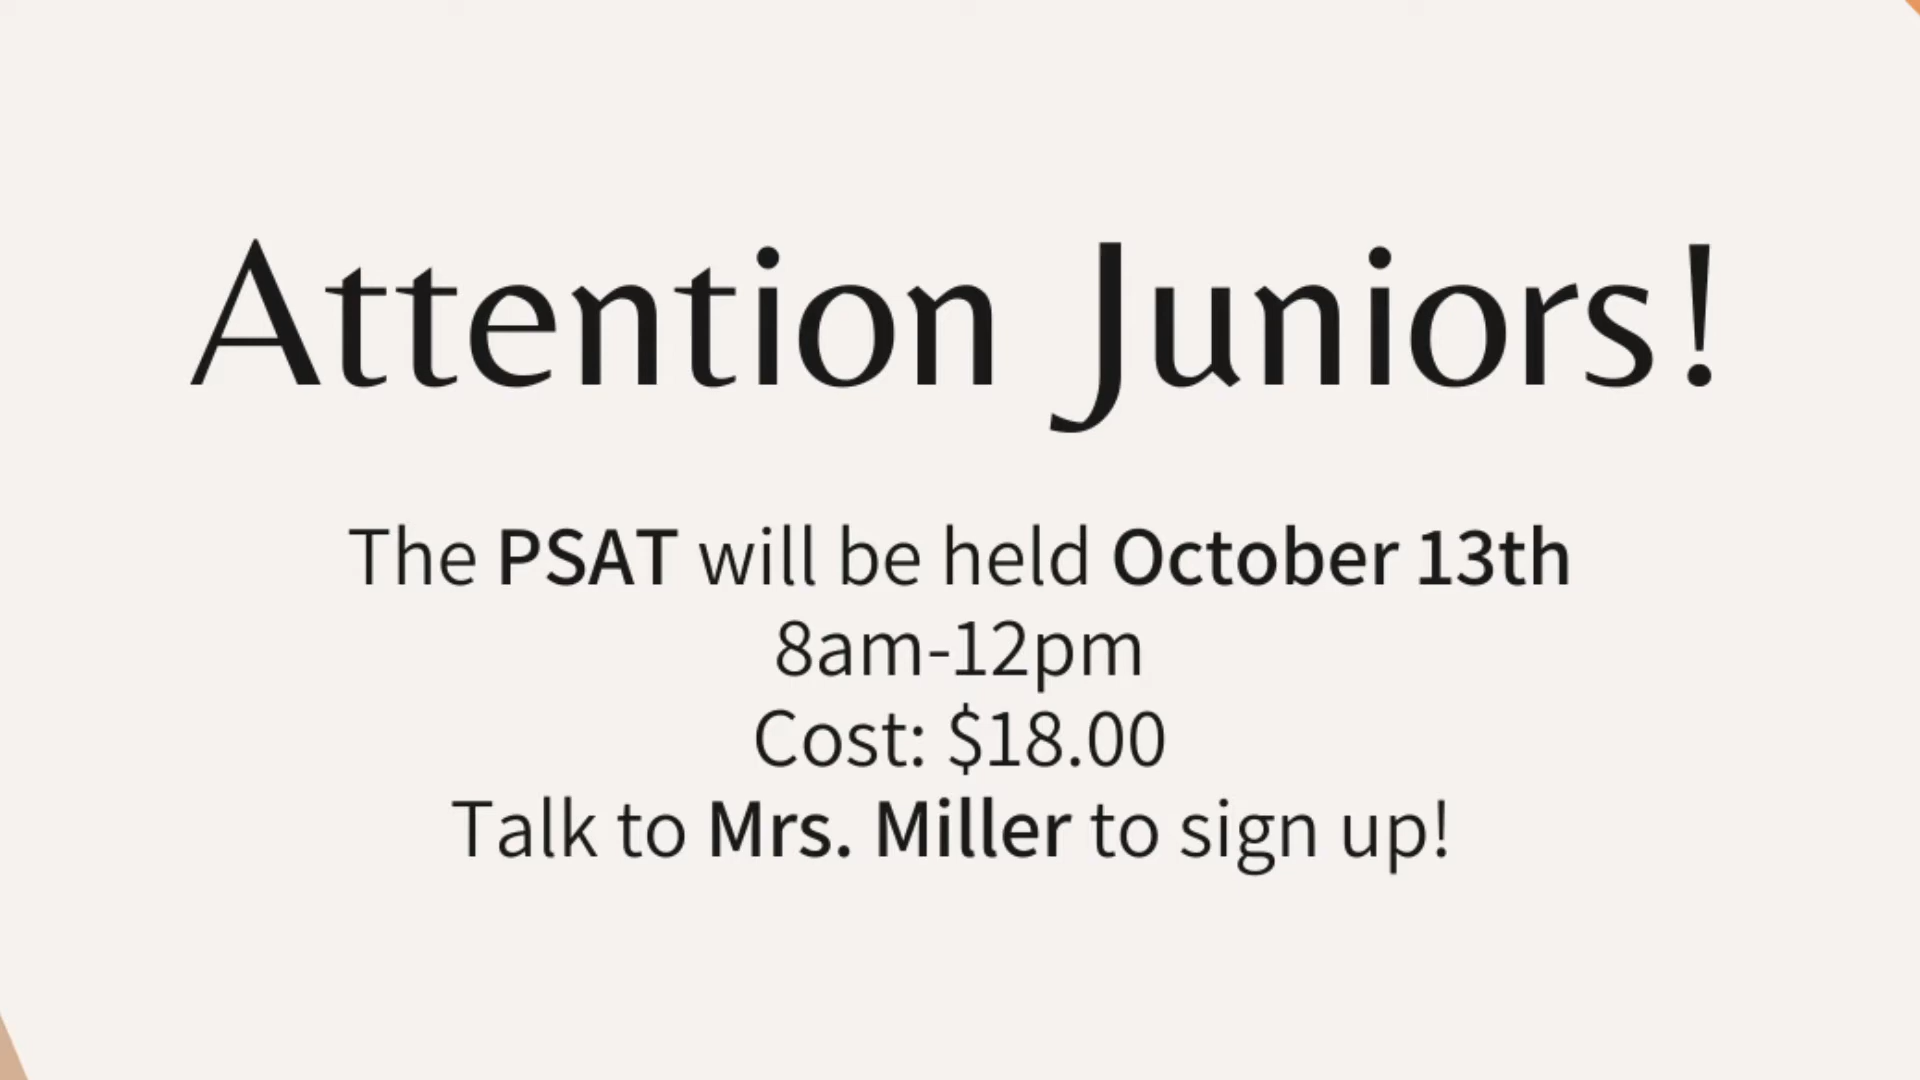 Attention Juniors!
The PSAT will be held October 13th
8am-12pm
Cost: $18.00
Talk to Mrs. Miller to sign up!